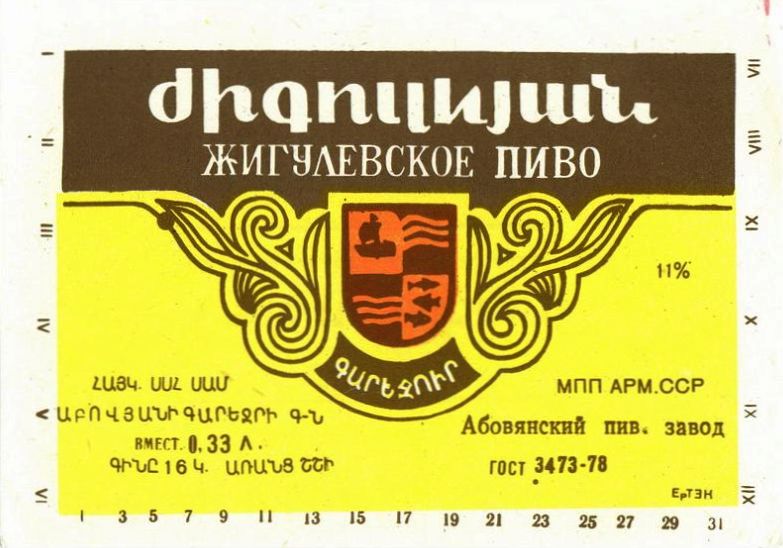 ժիգուլևյան
ЖИГУЛЕВСКОЕ ПИВО
11%
ԳԱՐԵՋՈՒՐ
ՀԱՅԿ. ՍՍՀ ՍԱՄ
ԱԲՈՎՅԱՆԻ ԳԱՐԵՋՐԻ Գ-Ն
ВМЕСТ. 0,33 Л.
ԳԻՆԸ 16 Կ. ԱՌԱՆՑ ՇՇԻ
МПП АРМ.ССР
Абовянский пив. завод
ГОСТ 3473-78
ЕрТЭН
I II III IV V VI
VII VIII IX X XI XII
1 3 5 7 9 11 13 15 17 19 21 23 25 27 29 31